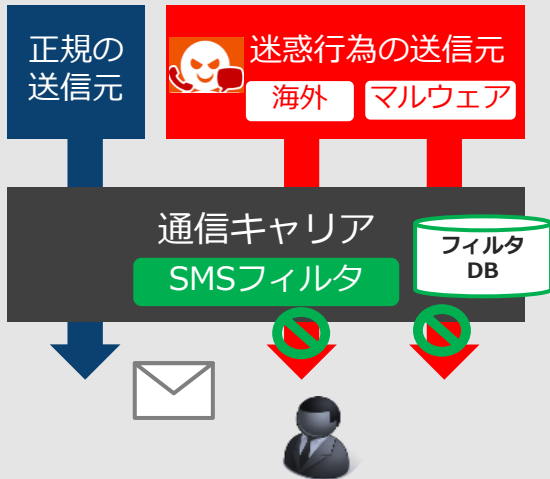 正規の
送信元
迷惑行為の送信元
海外
マルウェア
通信キャリア
SMSフィルタ
フィルタ
DB